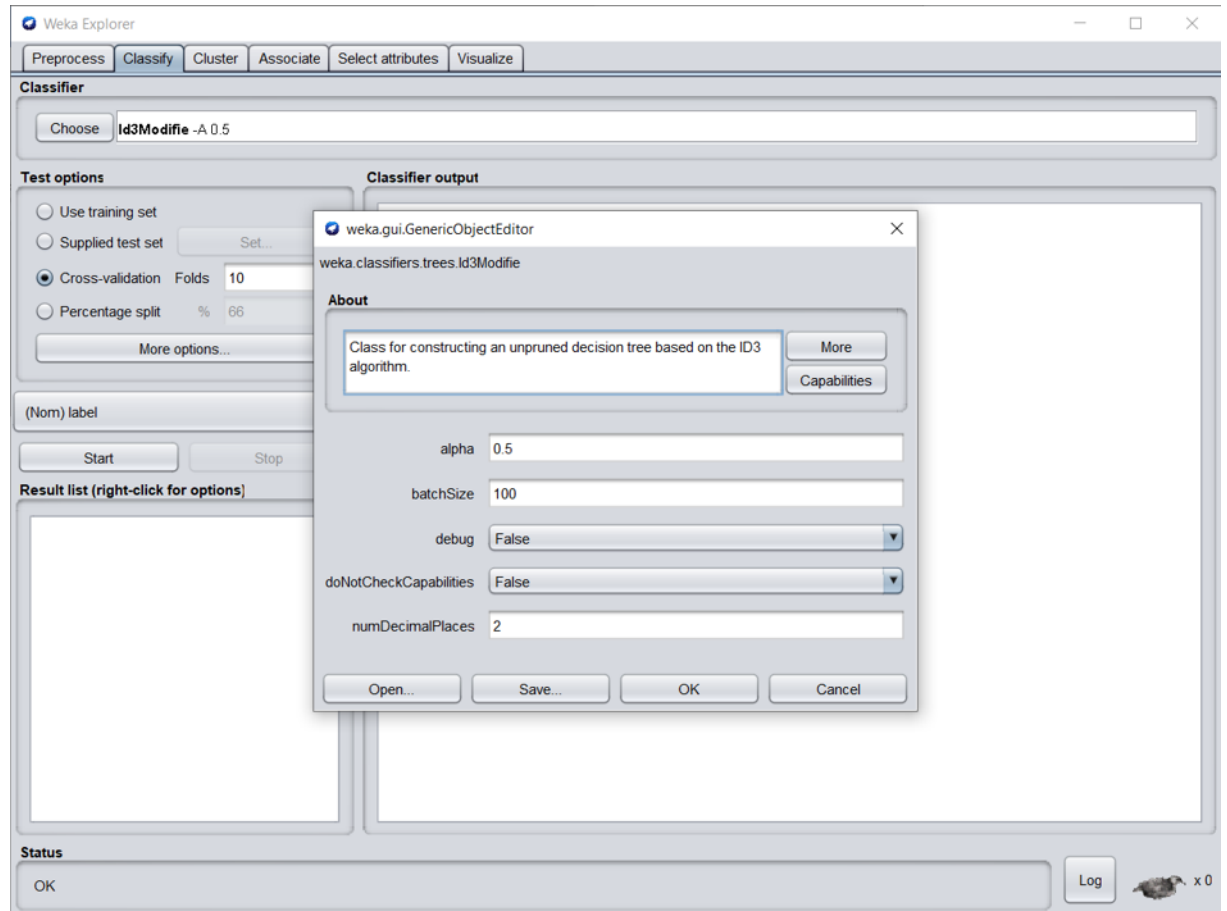 Weka Explorer
Preprocess Classify Cluster Associate Select attributes Visualize
Classifier
Choose Id3Modifie -A 0.5
Test options
Use training set
Supplied test set Set...
Cross-validation Folds 10
Percentage split % 66
More options...
(Nom) label
Start Stop
Result list (right-click for options)
Classifier output
weka.gui.GenericObjectEditor
weka.classifiers.trees.Id3Modifie
About
Class for constructing an unpruned decision tree based on the ID3
algorithm.
More
Capabilities
alpha 0.5
batchSize 100
debug False
doNotCheckCapabilities False
numDecimalPlaces 2
Open... Save... OK Cancel
Status
OK
Log x 0